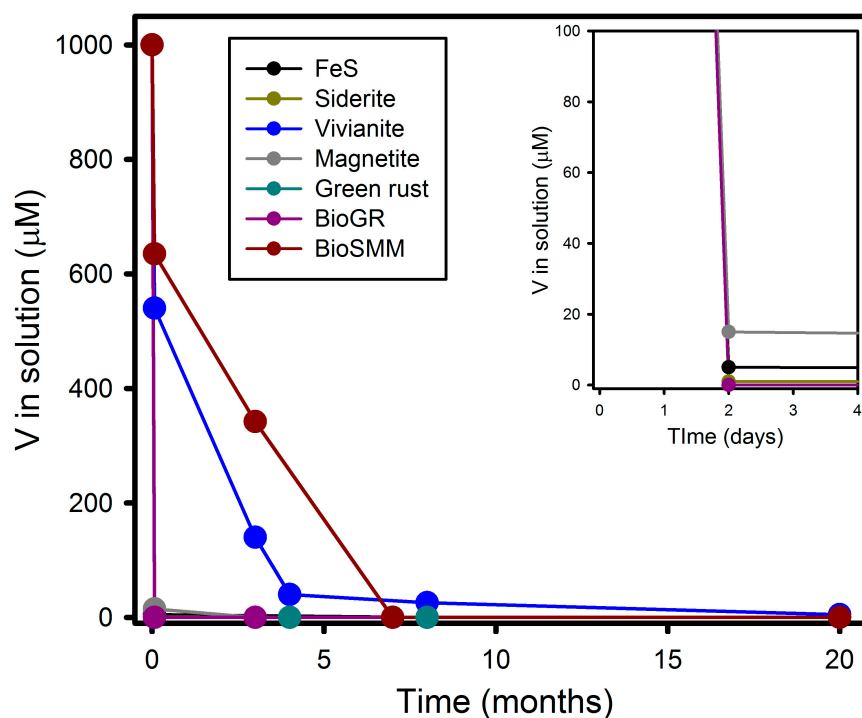 1000
800
600
400
200
0
V in solution (μM)
0
5
10
15
20
Time (months)
FeS
Siderite
Vivianite
Magnetite
Green rust
BioGR
BioSMM
100
80
60
40
20
0
V in solution (μM)
0
1
2
3
4
TIme (days)